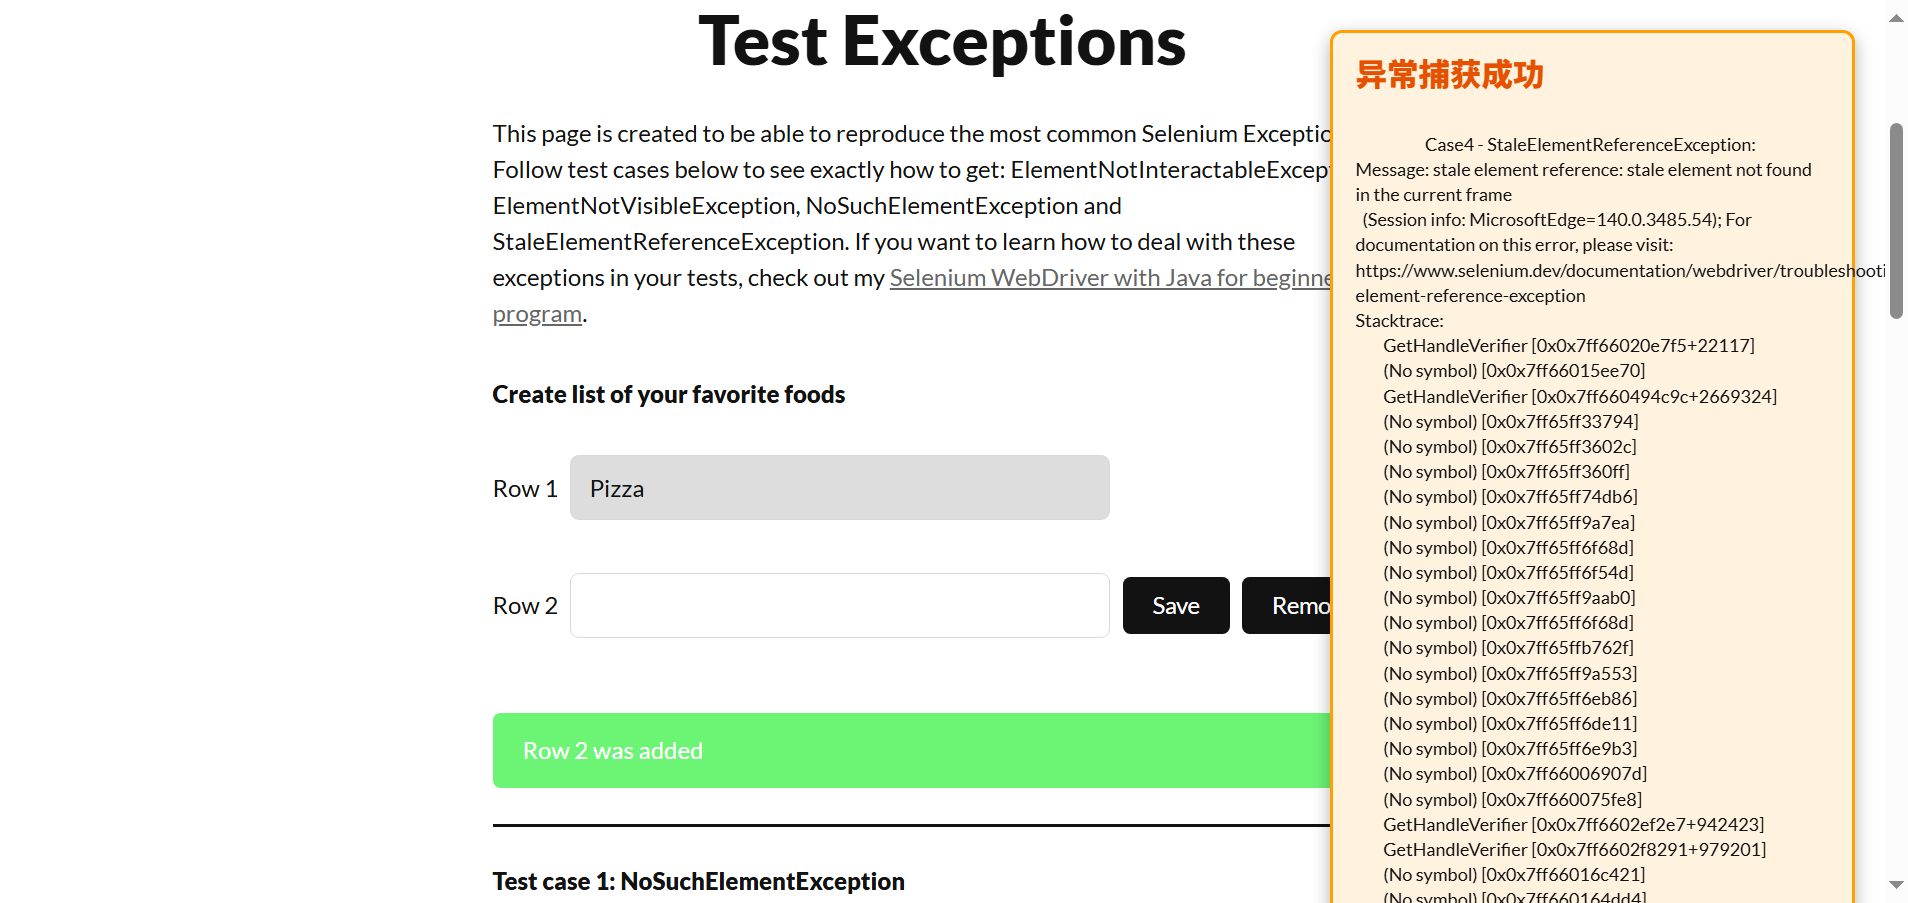 Test Exceptions
This page is created to be able to reproduce the most common Selenium Exceptio
Follow test cases below to see exactly how to get: ElementNotInteractableExcep
ElementNotVisibleException, NoSuchElementException and
StaleElementReferenceException. If you want to learn how to deal with these
exceptions in your tests, check out my Selenium WebDriver with Java for beginne
program.
Create list of your favorite foods
Row 1 Pizza
Row 2 Save Remo
Row 2 was added
Test case 1: NoSuchElementException
异常捕获成功
Case4 - StaleElementReferenceException:
Message: stale element reference: stale element not found
in the current frame
(Session info: MicrosoftEdge=140.0.3485.54); For
documentation on this error, please visit:
https://www.selenium.dev/documentation/webdriver/troubleshooti
element-reference-exception
Stacktrace:
GetHandleVerifier [0x0x7ff66020e7f5+22117]
(No symbol) [0x0x7ff66015ee70]
GetHandleVerifier [0x0x7ff660494c9c+2669324]
(No symbol) [0x0x7ff65ff33794]
(No symbol) [0x0x7ff65ff3602c]
(No symbol) [0x0x7ff65ff360ff]
(No symbol) [0x0x7ff65ff74db6]
(No symbol) [0x0x7ff65ff9a7ea]
(No symbol) [0x0x7ff65ff6f68d]
(No symbol) [0x0x7ff65ff6f54d]
(No symbol) [0x0x7ff65ff9aab0]
(No symbol) [0x0x7ff65ff6f68d]
(No symbol) [0x0x7ff65ffb762f]
(No symbol) [0x0x7ff65ff9a553]
(No symbol) [0x0x7ff65ff6eb86]
(No symbol) [0x0x7ff65ff6de11]
(No symbol) [0x0x7ff65ff6e9b3]
(No symbol) [0x0x7ff66006907d]
(No symbol) [0x0x7ff660075fe8]
GetHandleVerifier [0x0x7ff6602ef2e7+942423]
GetHandleVerifier [0x0x7ff6602f8291+979201]
(No symbol) [0x0x7ff66016c421]
(No symbol) [0x0x7ff660164dd4]